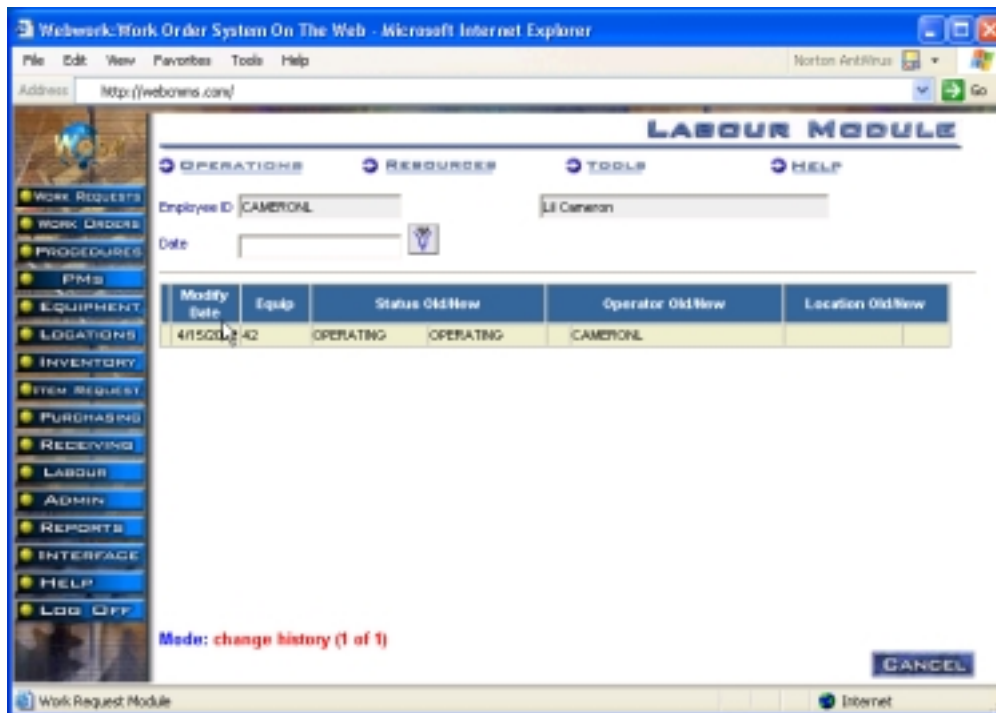 Webwork:Work Order System On The Web - Microsoft Internet Explorer
File Edit View Favorites Tools Help
Norton AntiVirus
Address http://webcmms.com/ Go
LABOUR MODULE
OPERATIONS RESOURCES TOOLS HELP
WORK REQUESTS
Employee ID CAMERONL Lil Cameron
WORK ORDERS
Date
PROCEDURES
PMs
EQUIPMENT
LOCATIONS
INVENTORY
ITEM REQUEST
PURCHASING
RECEIVING
LABOUR
ADMIN
REPORTS
INTERFACE
HELP
LOG OFF
Modify Date Equip Status Old/New Operator Old/New Location Old/New
42 OPERATING OPERATING CAMERONL
Mode: change history (1 of 1)
CANCEL
Work Request Module Internet